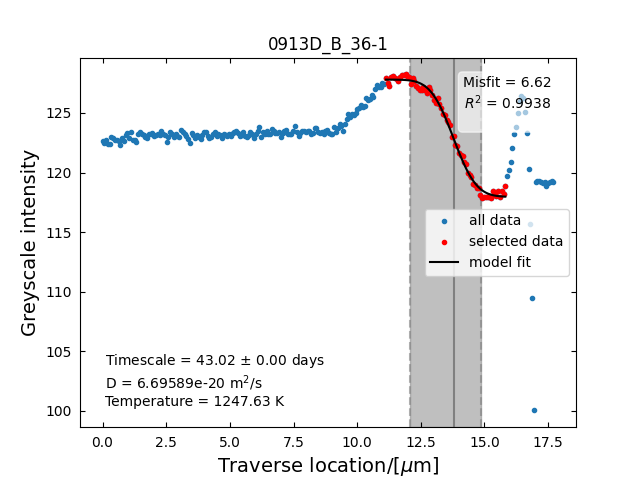 0913D_B_36-1
Misfit = 6.62
R² = 0.9938
all data
selected data
model fit
Timescale = 43.02 ± 0.00 days
D = 6.69589e-20 m²/s
Temperature = 1247.63 K
Greyscale intensity
125
120
115
110
105
100
0.0 2.5 5.0 7.5 10.0 12.5 15.0 17.5
Traverse location/[μm]